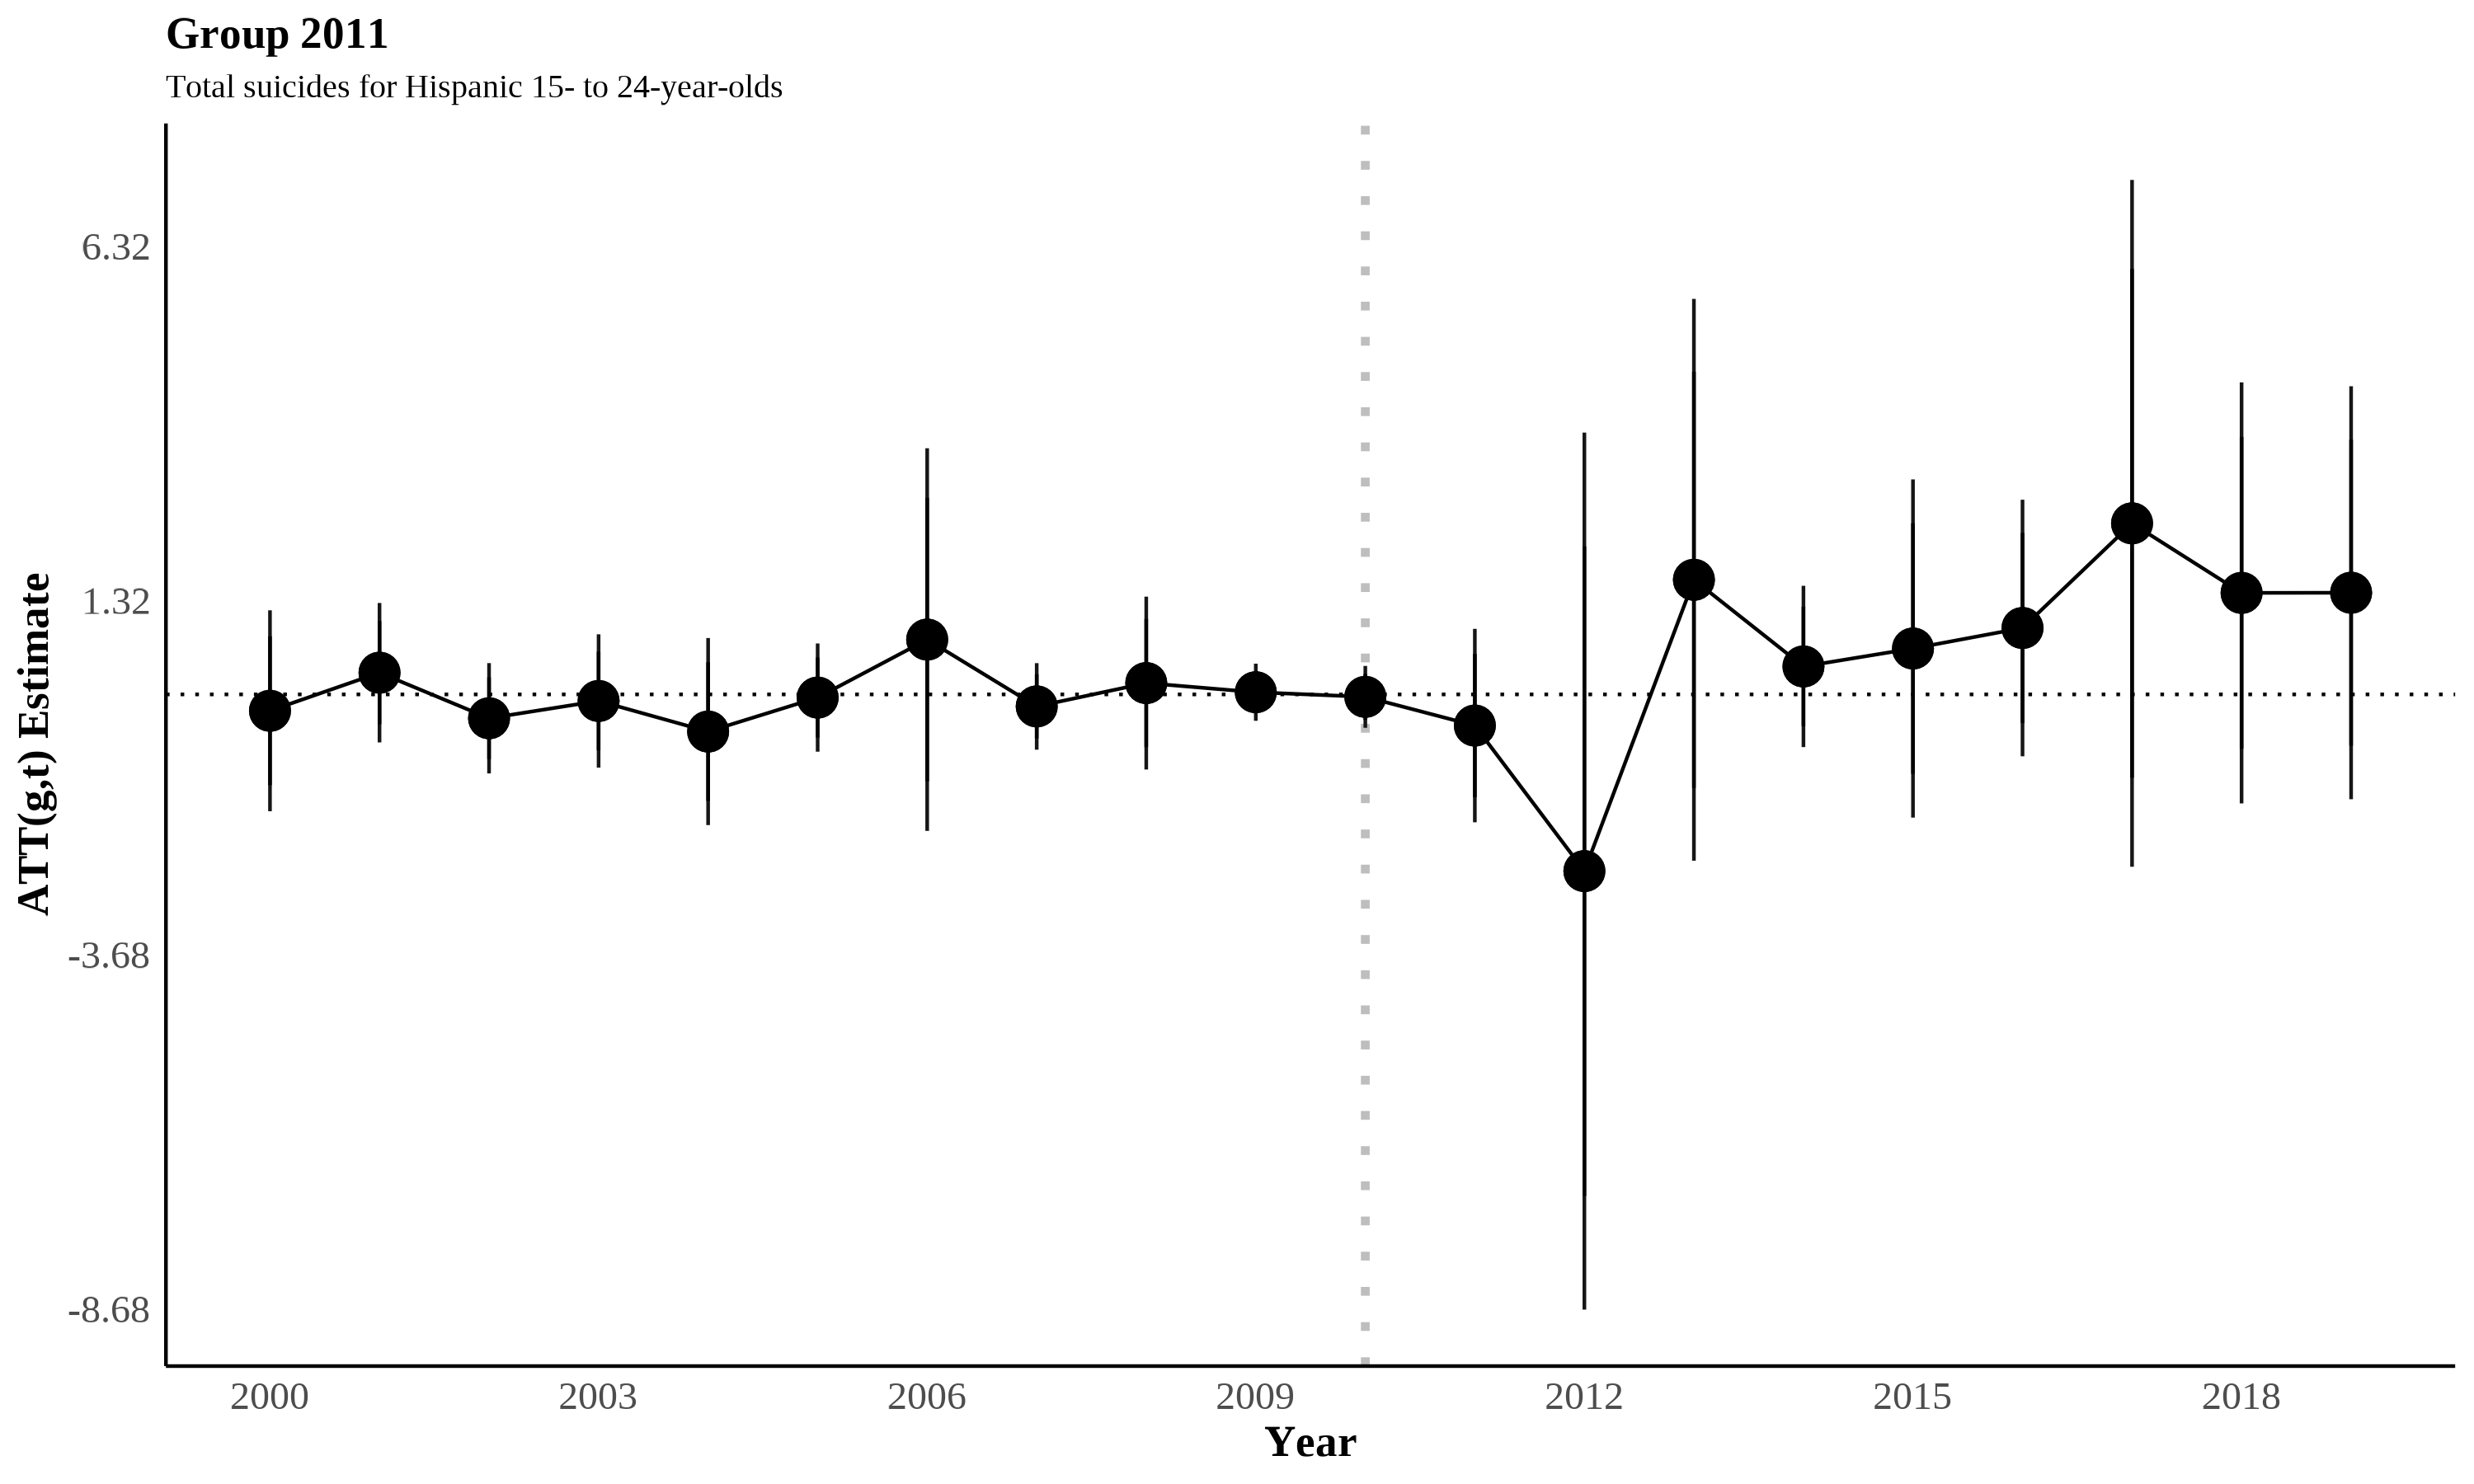 Group 2011
Total suicides for Hispanic 15- to 24-year-olds
6.32
1.32
-3.68
-8.68
ATT(g,t) Estimate
2000 2003 2006 2009 2012 2015 2018
Year